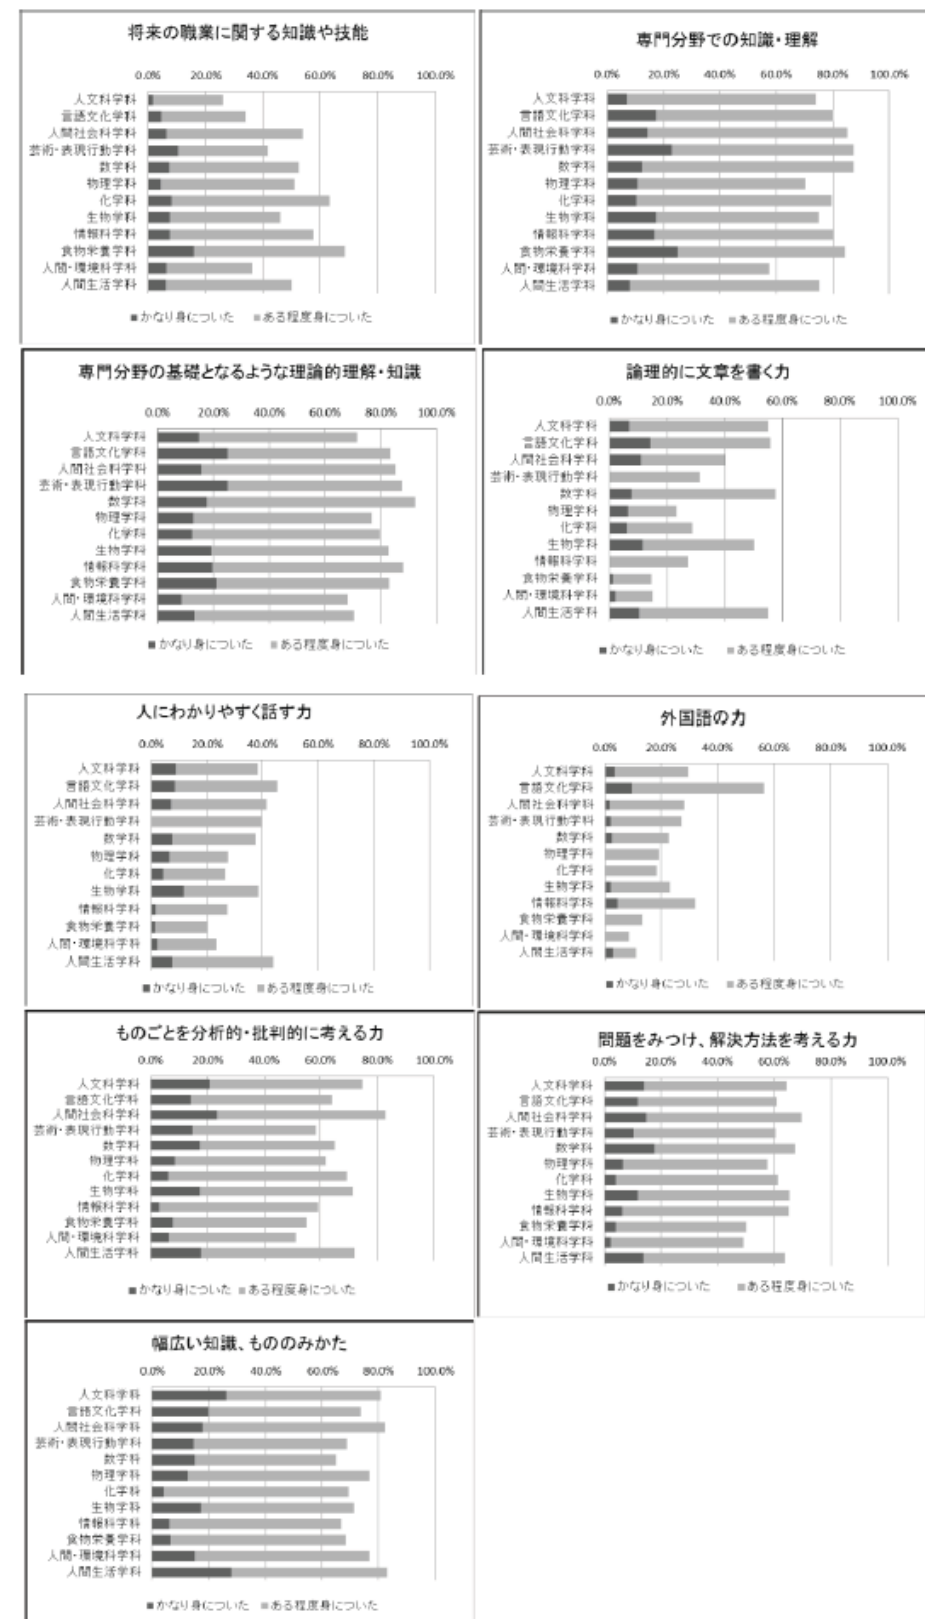 将来の職業に関する知識や技能
0.0% 20.0% 40.0% 60.0% 80.0% 100.0%
人文科学科
言語文化学科
人間社会科学科
芸術・表現行動学科
数学科
物理学科
化学科
生物学科
情報科学科
食物栄養学科
人間・環境科学科
人間生活学科
■かなり身についた ■ある程度身についた
専門分野での知識・理解
0.0% 20.0% 40.0% 60.0% 80.0% 100.0%
人文科学科
言語文化学科
人間社会科学科
芸術・表現行動学科
数学科
物理学科
化学科
生物学科
情報科学科
食物栄養学科
人間・環境科学科
人間生活学科
■かなり身についた ■ある程度身についた
専門分野の基礎となるような理論的理解・知識
0.0% 20.0% 40.0% 60.0% 80.0% 100.0%
人文科学科
言語文化学科
人間社会科学科
芸術・表現行動学科
数学科
物理学科
化学科
生物学科
情報科学科
食物栄養学科
人間・環境科学科
人間生活学科
■かなり身についた ■ある程度身についた
論理的に文章を書く力
0.0% 20.0% 40.0% 60.0% 80.0% 100.0%
人文科学科
言語文化学科
人間社会科学科
芸術・表現行動学科
数学科
物理学科
化学科
生物学科
情報科学科
食物栄養学科
人間・環境科学科
人間生活学科
■かなり身についた ■ある程度身についた
人にわかりやすく話す力
0.0% 20.0% 40.0% 60.0% 80.0% 100.0%
人文科学科
言語文化学科
人間社会科学科
芸術・表現行動学科
数学科
物理学科
化学科
生物学科
情報科学科
食物栄養学科
人間・環境科学科
人間生活学科
■かなり身についた ■ある程度身についた
外国語の力
0.0% 20.0% 40.0% 60.0% 80.0% 100.0%
人文科学科
言語文化学科
人間社会科学科
芸術・表現行動学科
数学科
物理学科
化学科
生物学科
情報科学科
食物栄養学科
人間・環境科学科
人間生活学科
■かなり身についた ■ある程度身についた
ものごとを分析的・批判的に考える力
0.0% 20.0% 40.0% 60.0% 80.0% 100.0%
人文科学科
言語文化学科
人間社会科学科
芸術・表現行動学科
数学科
物理学科
化学科
生物学科
情報科学科
食物栄養学科
人間・環境科学科
人間生活学科
■かなり身についた ■ある程度身についた
問題をみつけ、解決方法を考える力
0.0% 20.0% 40.0% 60.0% 80.0% 100.0%
人文科学科
言語文化学科
人間社会科学科
芸術・表現行動学科
数学科
物理学科
化学科
生物学科
情報科学科
食物栄養学科
人間・環境科学科
人間生活学科
■かなり身についた ■ある程度身についた
幅広い知識、もののみかた
0.0% 20.0% 40.0% 60.0% 80.0% 100.0%
人文科学科
言語文化学科
人間社会科学科
芸術・表現行動学科
数学科
物理学科
化学科
生物学科
情報科学科
食物栄養学科
人間・環境科学科
人間生活学科
■かなり身についた ■ある程度身についた